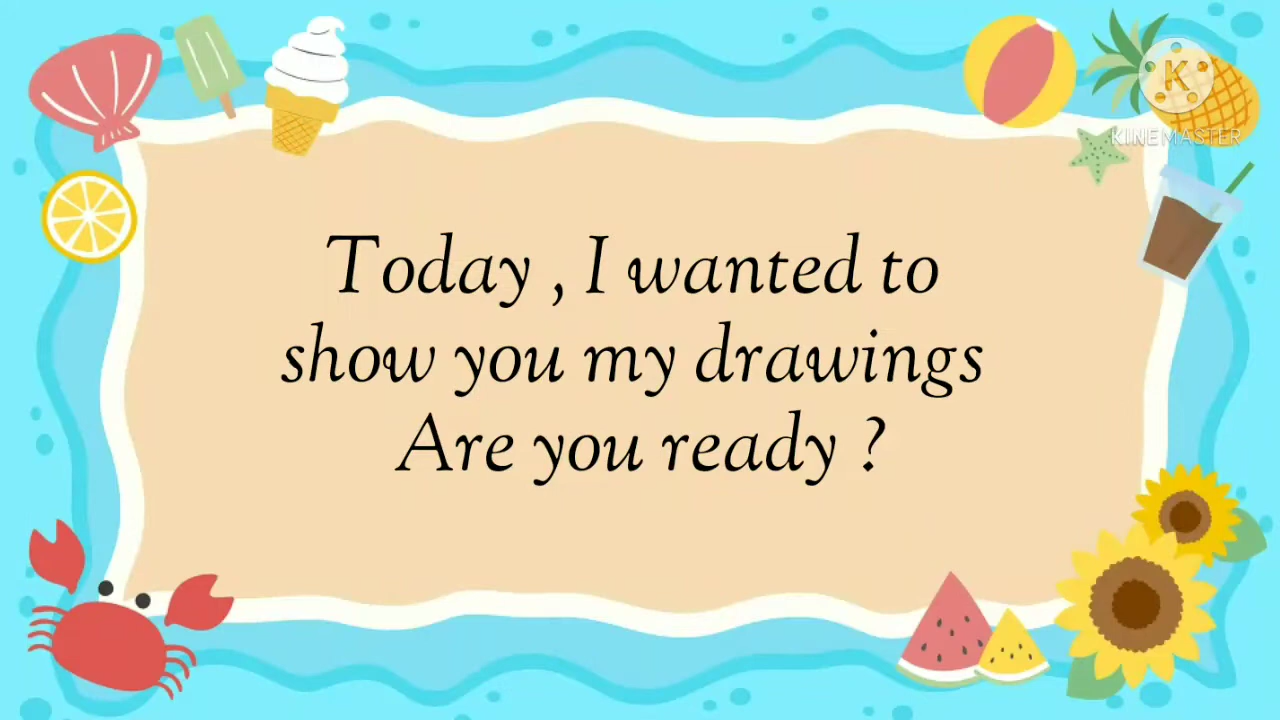 K
KINEMASTER
Today , I wanted to
show you my drawings
Are you ready ?